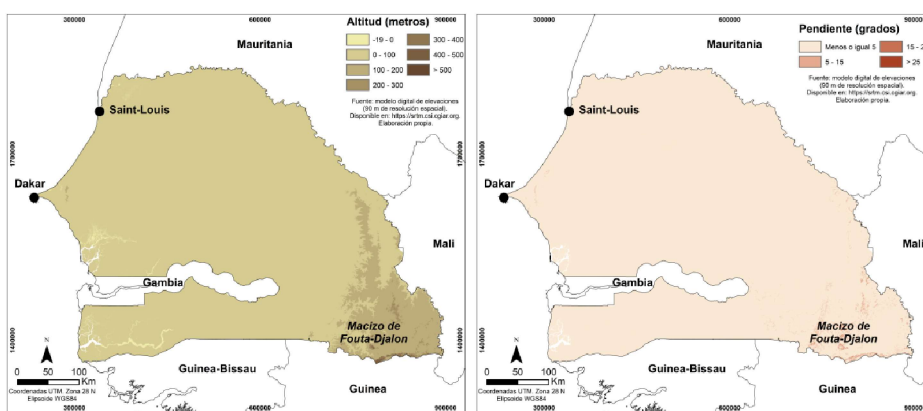 300000 600000 900000
Altitud (metros)
-19 - 0
0 - 100
100 - 200
200 - 300
300 - 400
400 - 500
> 500
Fuente: modelo digital de elevaciones
(90 m de resolución espacial).
Disponible en: https://srtm.csi.cgiar.org.
Elaboración propia.
Mauritania
Saint-Louis
1700000
Dakar
Mali
Gambia
Macizo de
Fouta-Djalon
1400000
N
Guinea-Bissau
Guinea
0 50 100
Km
Coordenadas UTM. Zona 28 N
Elipsoide WGS84
300000 600000 900000
300000 600000 900000
Pendiente (grados)
Menos o igual 5
5 - 15
15 - 2
> 25
Fuente: modelo digital de elevaciones
(90 m de resolución espacial).
Disponible en: https://srtm.csi.cgiar.org.
Elaboración propia.
Mauritania
Saint-Louis
1700000
Dakar
Mali
Gambia
Macizo de
Fouta-Djalon
1400000
N
Guinea-Bissau
Guinea
0 50 100
Km
Coordenadas UTM. Zona 28 N
Elipsoide WGS84
300000 600000 900000